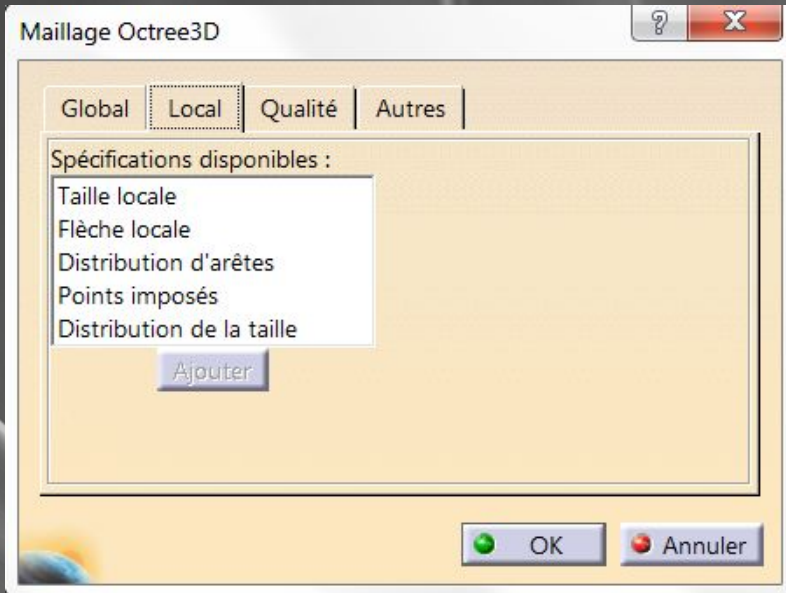 Maillage Octree3D
Global Local Qualité Autres
Spécifications disponibles :
Taille locale
Flèche locale
Distribution d'arêtes
Points imposés
Distribution de la taille
Ajouter
OK Annuler